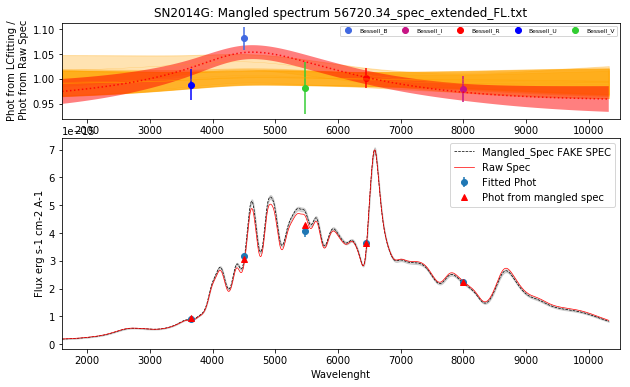 SN2014G: Mangled spectrum 56720.34_spec_extended_FL.txt
Phot from LCfitting /
Phot from Raw Spec
1.10
1.05
1.00
0.95
Bessell_B
Bessell_I
Bessell_R
Bessell_U
Bessell_V
2000 3000 4000 5000 6000 7000 8000 9000 10000
1e−15
Flux erg s-1 cm-2 A-1
7
6
5
4
3
2
1
0
Mangled_Spec FAKE SPEC
Raw Spec
Fitted Phot
Phot from mangled spec
2000 3000 4000 5000 6000 7000 8000 9000 10000
Wavelenght